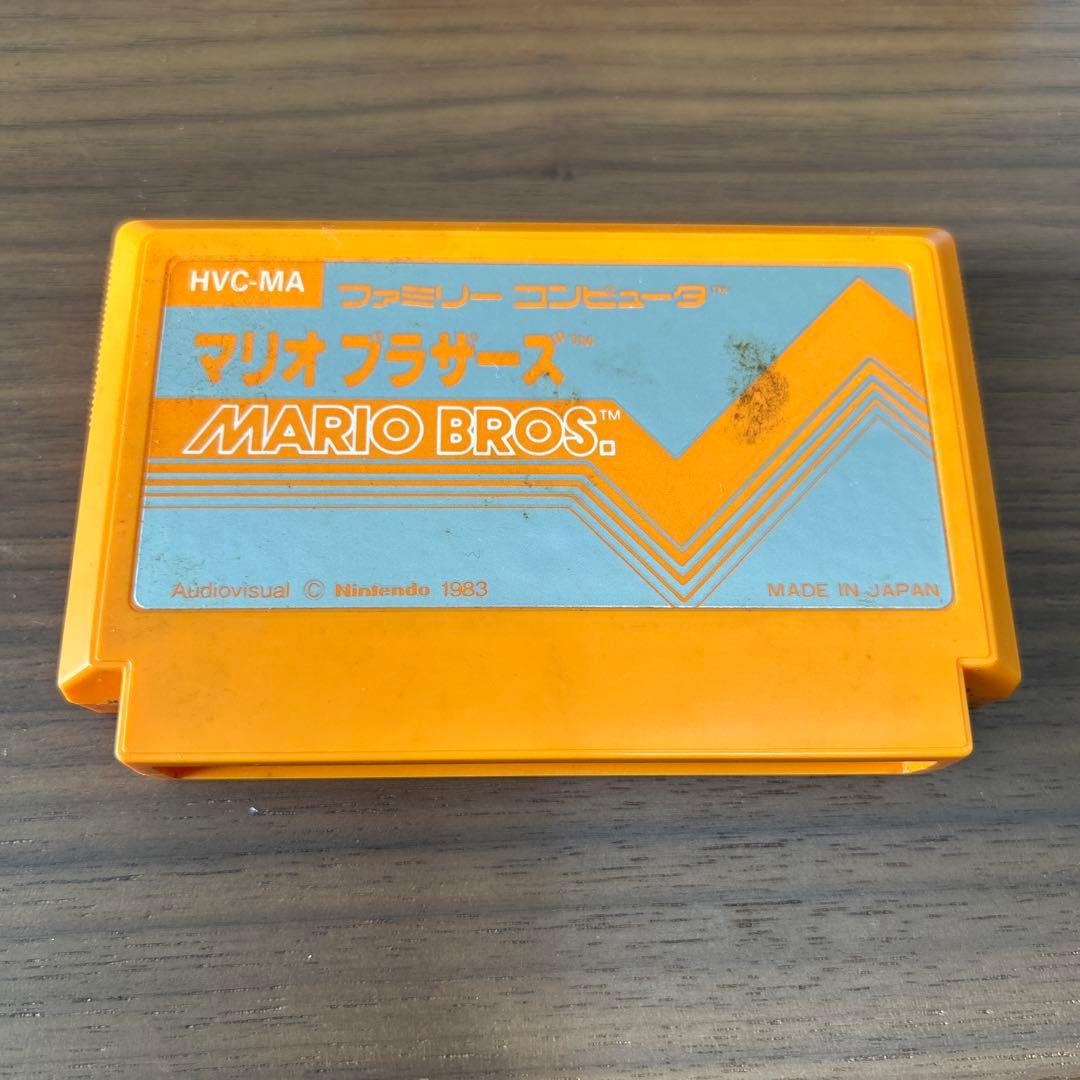 HVC-MA
ファミリー コンピュータ™
マリオ ブラザーズ™
MARIO BROS.™
Audiovisual © Nintendo 1983
MADE IN JAPAN